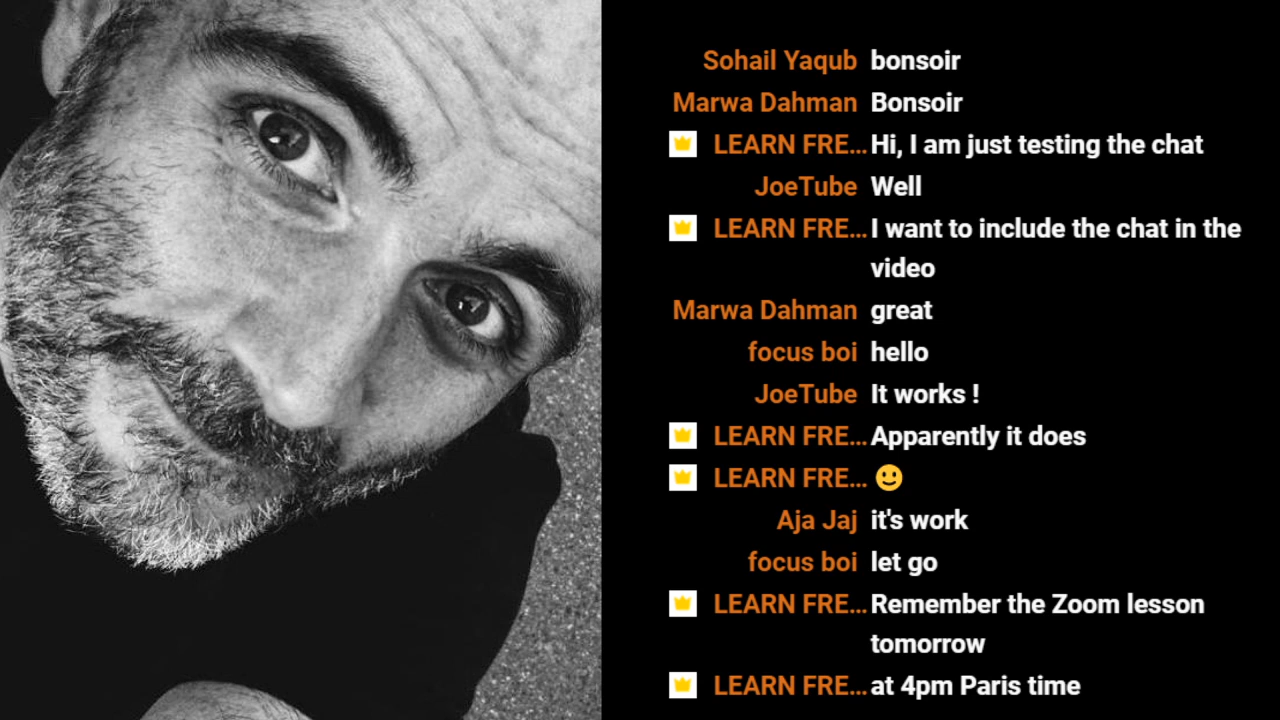 Sohail Yaqub bonsoir
Marwa Dahman Bonsoir
LEARN FRE... Hi, I am just testing the chat
JoeTube Well
LEARN FRE... I want to include the chat in the
video
Marwa Dahman great
focus boi hello
JoeTube It works !
LEARN FRE... Apparently it does
LEARN FRE... 🙂
Aja Jaj it's work
focus boi let go
LEARN FRE... Remember the Zoom lesson
tomorrow
LEARN FRE... at 4pm Paris time